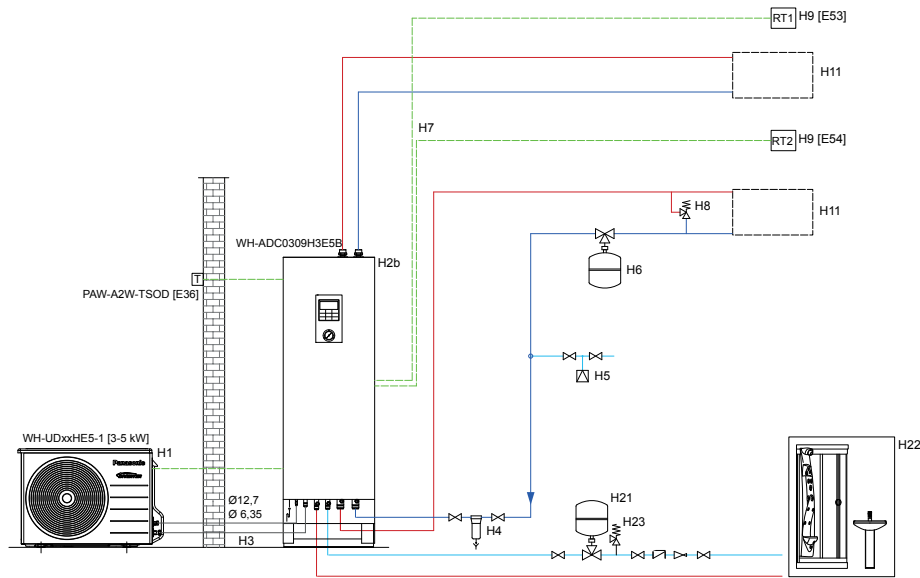 RT1 H9 [E53]
H11
H7
RT2 H9 [E54]
H11
H8
WH-ADC0309H3E5B
H2b
H6
T
PAW-A2W-TSOD [E36]
H5
WH-UDxxHE5-1 [3-5 kW]
H1
Panasonic
H22
Ø12,7
Ø 6,35
H3
H4
H21
H23